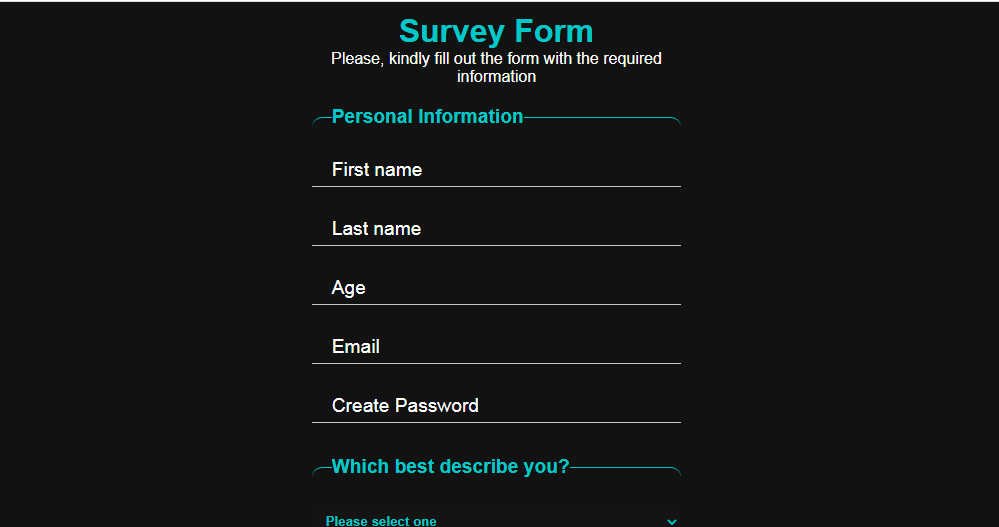 Survey Form
Please, kindly fill out the form with the required
information
Personal Information
First name
Last name
Age
Email
Create Password
Which best describe you?
Please select one